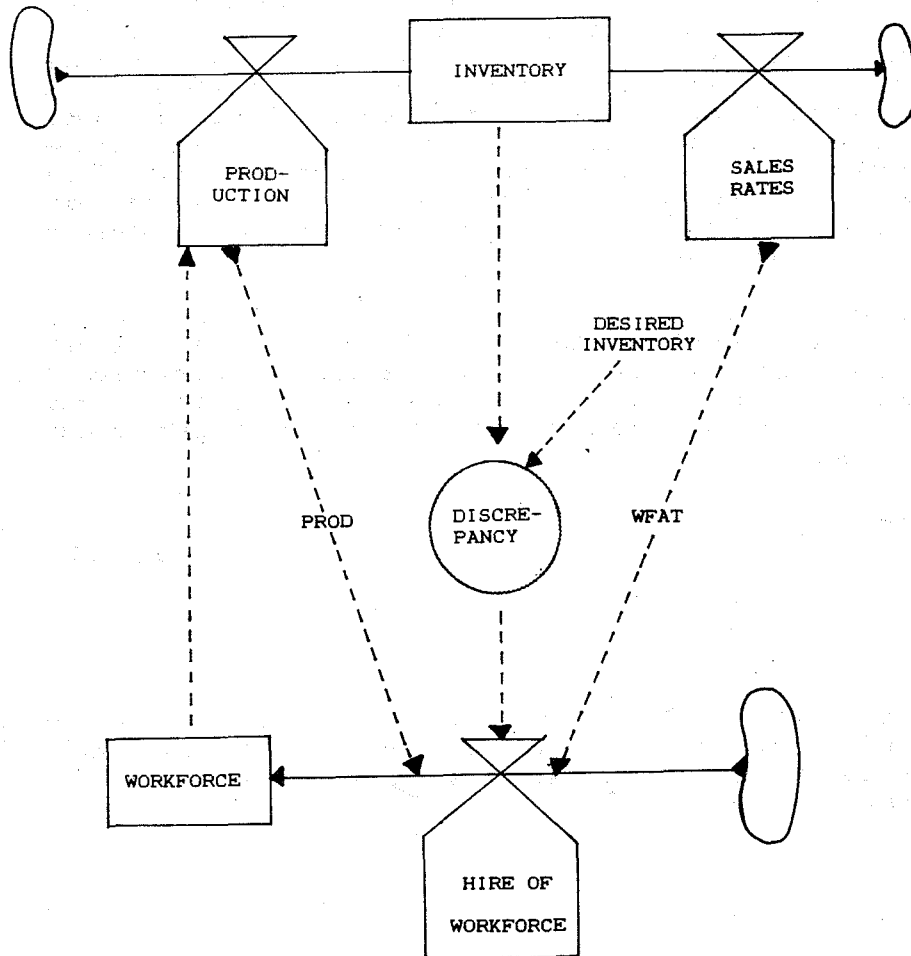 INVENTORY
PROD-
UCTION
SALES
RATES
DESIRED
INVENTORY
PROD
DISCRE-
PANCY
WFAT
WORKFORCE
HIRE OF
WORKFORCE